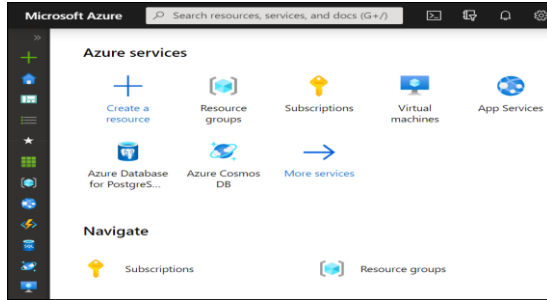 Microsoft Azure
Search resources, services, and docs (G+/)
Azure services
Create a
resource
Resource
groups
Subscriptions
Virtual
machines
App Services
Azure Database
for PostgreS...
Azure Cosmos
DB
More services
Navigate
Subscriptions
Resource groups
SQL